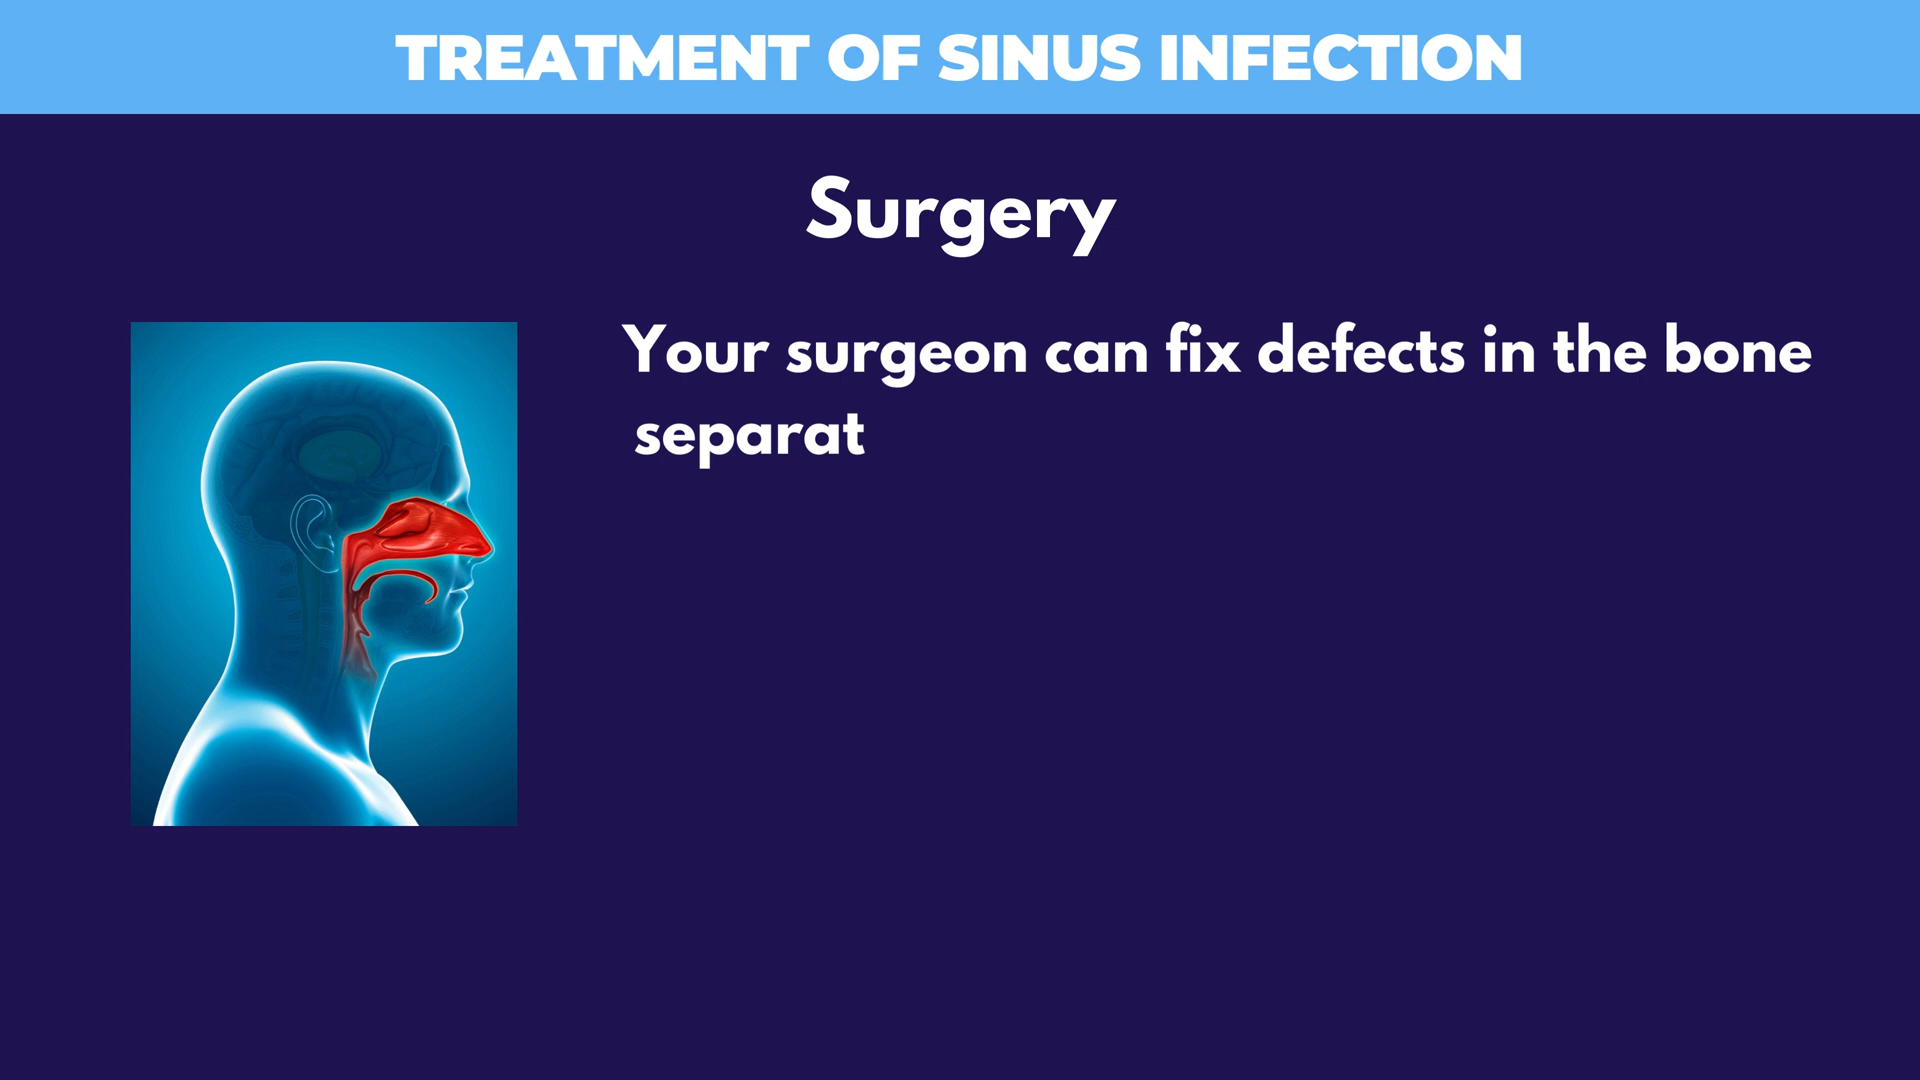 TREATMENT OF SINUS INFECTION
Surgery
Your surgeon can fix defects in the bone
separat